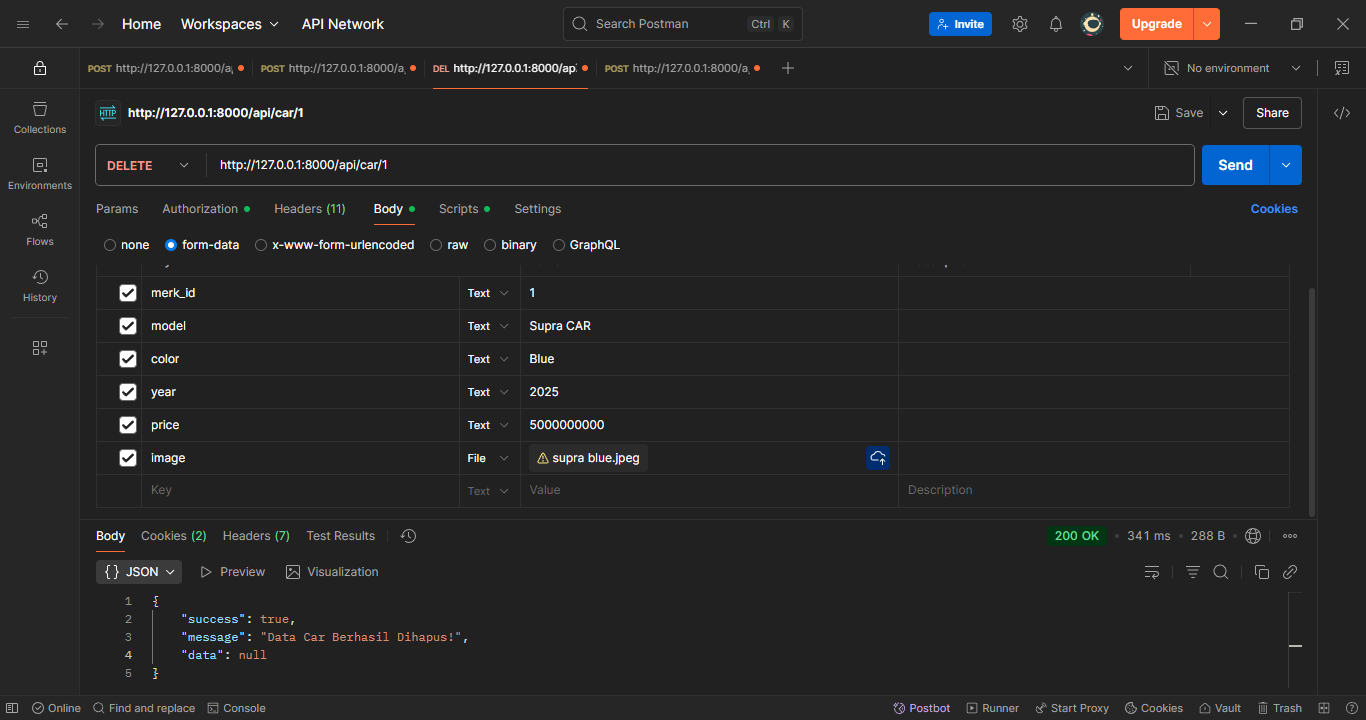 Home Workspaces API Network Search Postman Ctrl K Invite Upgrade
POST http://127.0.0.1:8000/a POST http://127.0.0.1:8000/a DEL http://127.0.0.1:8000/ap POST http://127.0.0.1:8000/a No environment
HTTP http://127.0.0.1:8000/api/car/1 Save Share
Collections
Environments
Flows
History
DELETE http://127.0.0.1:8000/api/car/1 Send
Params Authorization Headers (11) Body Scripts Settings Cookies
none form-data x-www-form-urlencoded raw binary GraphQL
merk_id Text 1
model Text Supra CAR
color Text Blue
year Text 2025
price Text 5000000000
image File supra blue.jpeg
Key Text Value Description
Body Cookies (2) Headers (7) Test Results 200 OK 341 ms 288 B
{} JSON Preview Visualization
1 {
2 "success": true,
3 "message": "Data Car Berhasil Dihapus!",
4 "data": null
5 }
Online Find and replace Console Postbot Runner Start Proxy Cookies Vault Trash